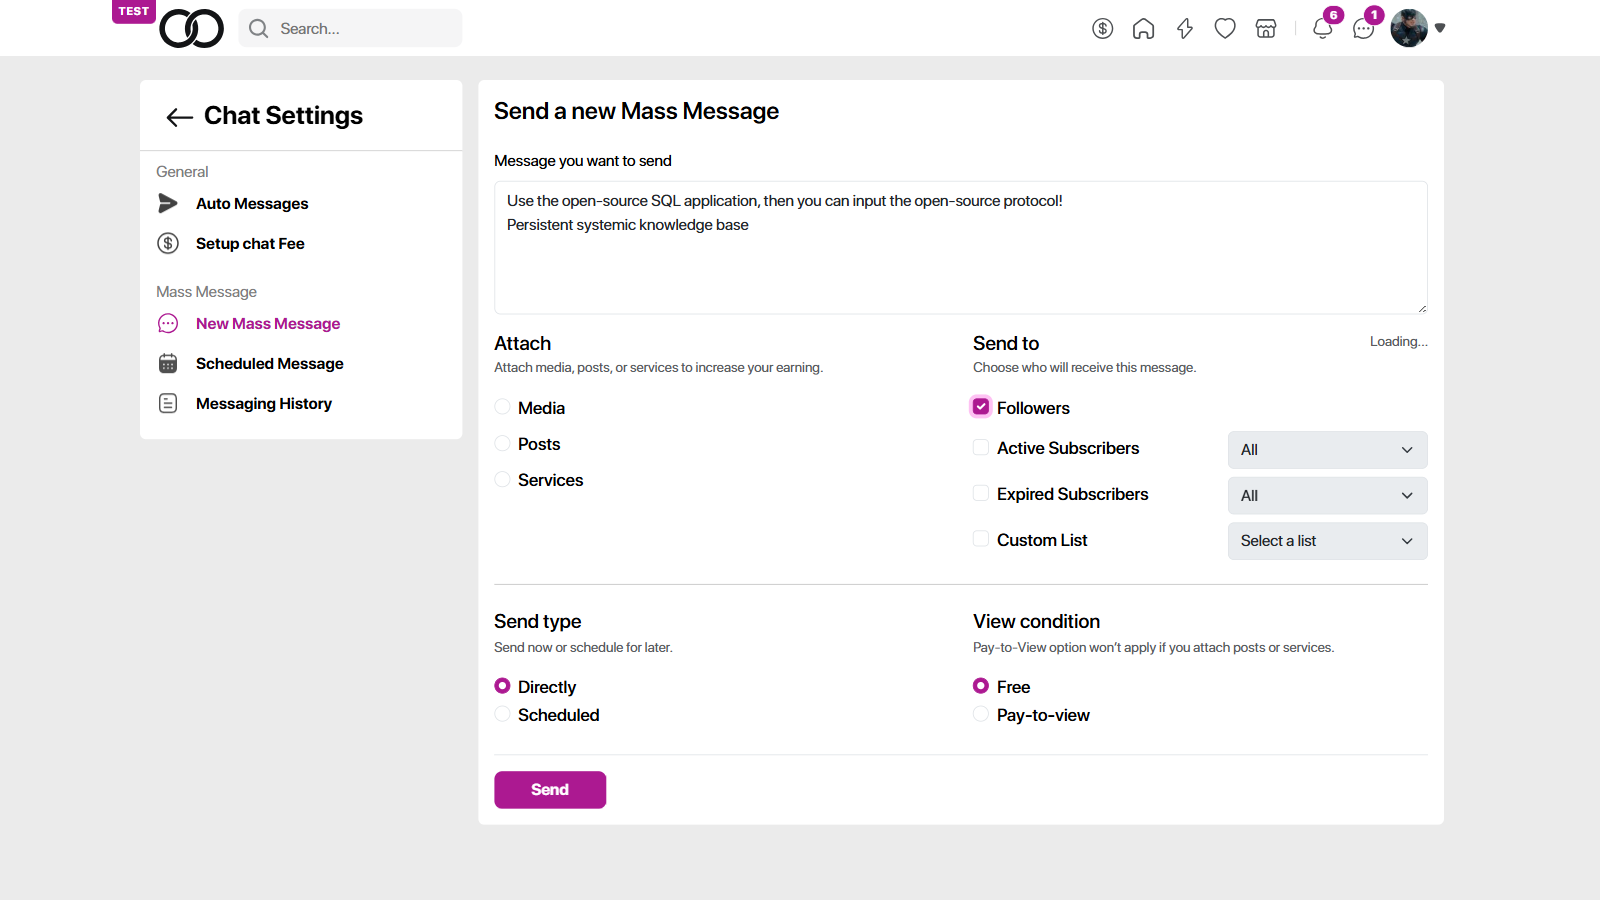 TEST
Search...
6
1
Chat Settings
General
Auto Messages
Setup chat Fee
Mass Message
New Mass Message
Scheduled Message
Messaging History
Send a new Mass Message
Message you want to send
Use the open-source SQL application, then you can input the open-source protocol!
Persistent systemic knowledge base
Attach
Attach media, posts, or services to increase your earning.
Media
Posts
Services
Send to
Loading...
Choose who will receive this message.
Followers
Active Subscribers
All
Expired Subscribers
All
Custom List
Select a list
Send type
Send now or schedule for later.
Directly
Scheduled
View condition
Pay-to-View option won’t apply if you attach posts or services.
Free
Pay-to-view
Send